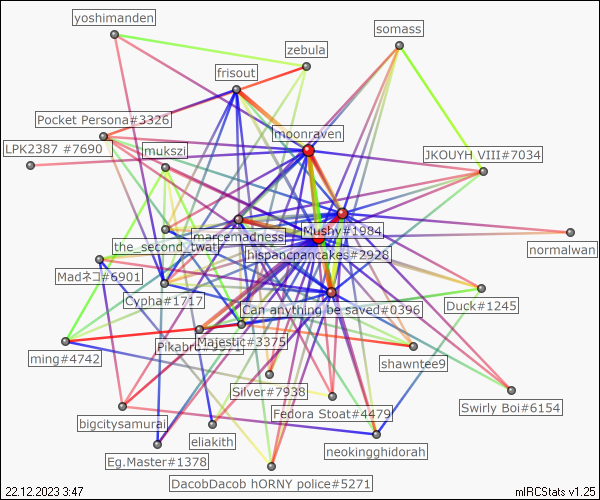 yoshimanden
somass
zebula
frisout
Pocket Persona#3326
moonraven
LPK2387 #7690
mukszi
JKOUYH VIII#7034
marcemadness
Mushy#1984
the_second_twatr
hispancpancakes#2928
normalwan
Madネコ#6901
Cypha#1717
Can anything be saved#0396
Duck#1245
Majestic#3375
ming#4742
shawntee9
Silver#7938
Swirly Boi#6154
Fedora Stoat#4479
bigcitysamurai
eliakith
neokingghidorah
Eg.Master#1378
DacobDacob hORNY police#5271
22.12.2023 3:47
mIRCStats v1.25